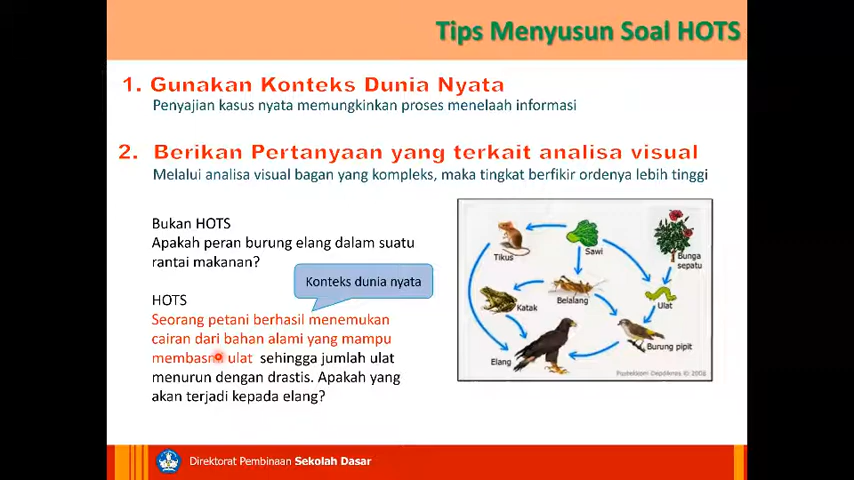 Tips Menyusun Soal HOTS
1. Gunakan Konteks Dunia Nyata
Penyajian kasus nyata memungkinkan proses menelaah informasi
2. Berikan Pertanyaan yang terkait analisa visual
Melalui analisa visual bagan yang kompleks, maka tingkat berfikir ordenya lebih tinggi
Bukan HOTS
Apakah peran burung elang dalam suatu
rantai makanan?
Konteks dunia nyata
HOTS
Seorang petani berhasil menemukan
cairan dari bahan alami yang mampu
membasmi ulat sehingga jumlah ulat
menurun dengan drastis. Apakah yang
akan terjadi kepada elang?
Tikus
Sawi
Bunga
sepatu
Katak
Belalang
Ulat
Elang
Burung pipit
Pustekkom Depdiknas © 2008
Direktorat Pembinaan Sekolah Dasar